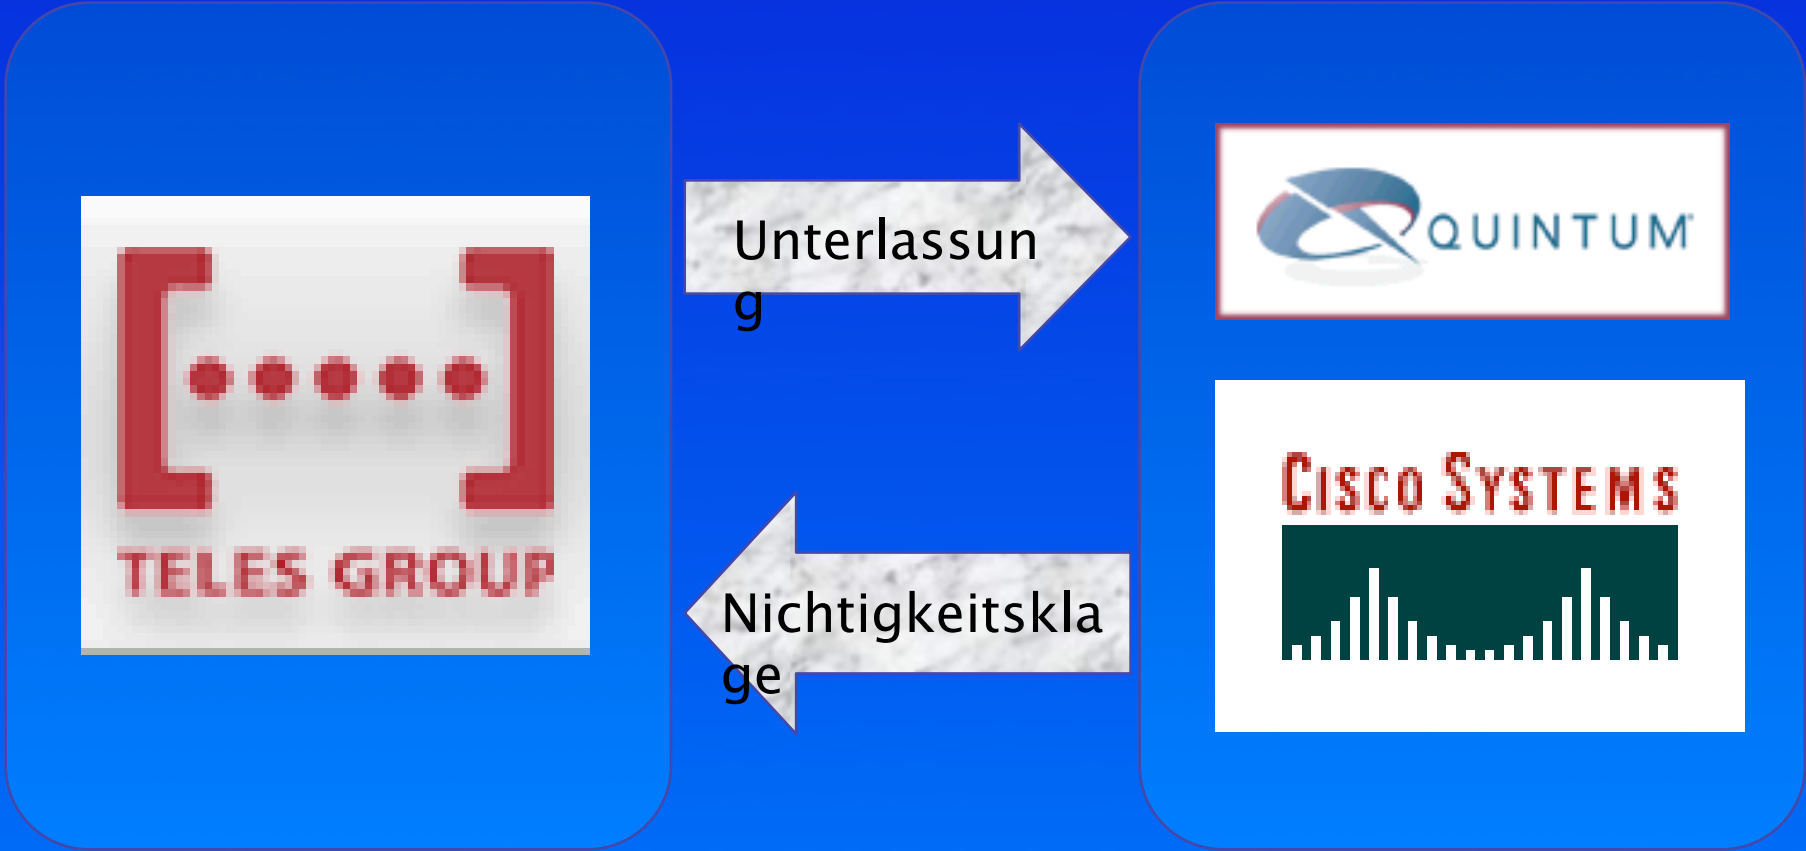 TELES GROUP
Unterlassun
g
Nichtigkeitskla
ge
QUINTUM
CISCO SYSTEMS